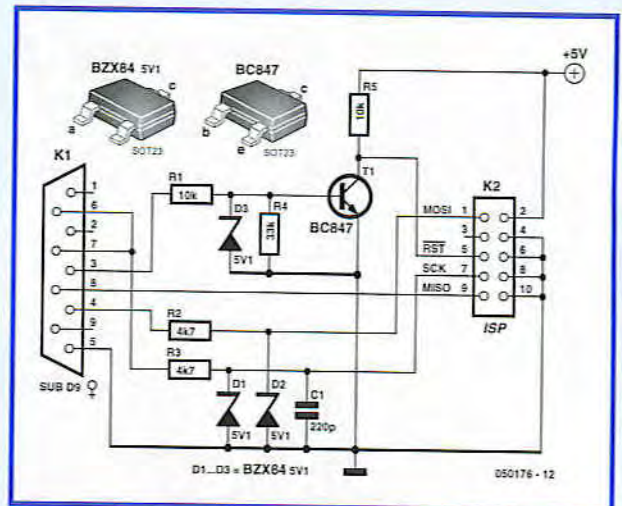 +5V
BZX84 5V1
BC847
c
c
a
b
e
SOT23
SOT23
R5
10k
K1
1
6
2
7
3
8
4
9
5
R1
10k
D3
5V1
R4
33k
T1
BC847
K2
MOSI
1
2
3
4
RST
5
6
SCK
7
8
MISO
9
10
ISP
R2
4k7
R3
4k7
SUB D9
D1
5V1
D2
5V1
C1
220p
D1...D3 = BZX84 5V1
050176 - 12